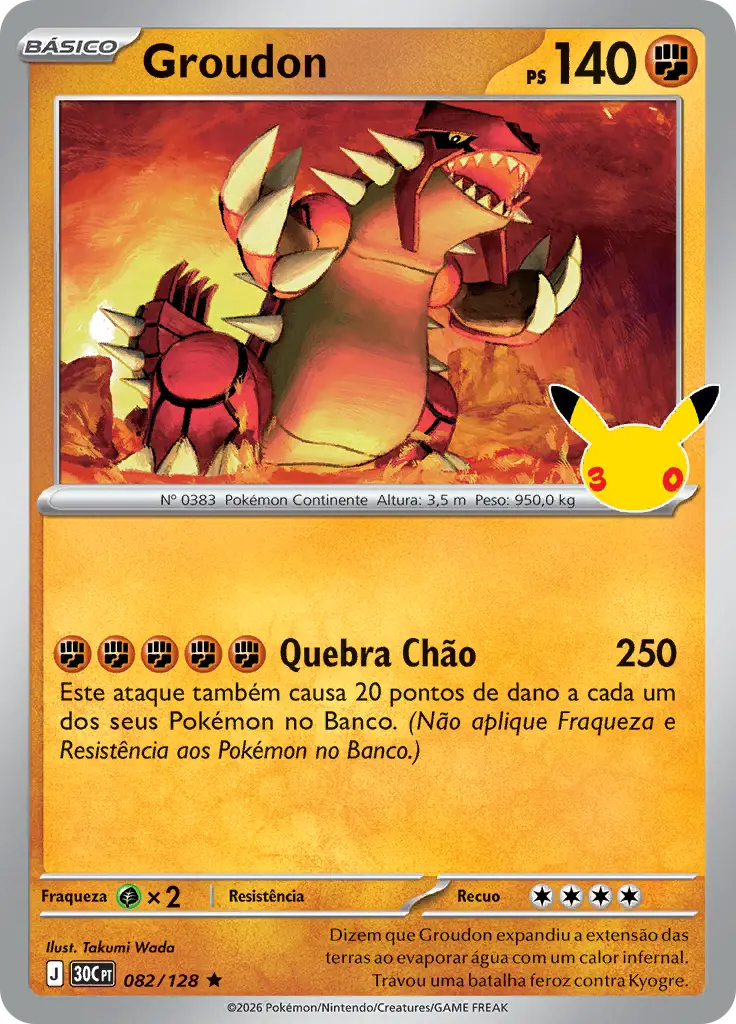 BÁSICO
Groudon
PS 140
30
Nº 0383 Pokémon Continente Altura: 3,5 m Peso: 950,0 kg
Quebra Chão 250
Este ataque também causa 20 pontos de dano a cada um
dos seus Pokémon no Banco. (Não aplique Fraqueza e
Resistência aos Pokémon no Banco.)
Fraqueza ×2 Resistência Recuo
Ilust. Takumi Wada
Dizem que Groudon expandiu a extensão das
terras ao evaporar água com um calor infernal.
Travou uma batalha feroz contra Kyogre.
J 30C PT 082/128 ★
©2026 Pokémon/Nintendo/Creatures/GAME FREAK